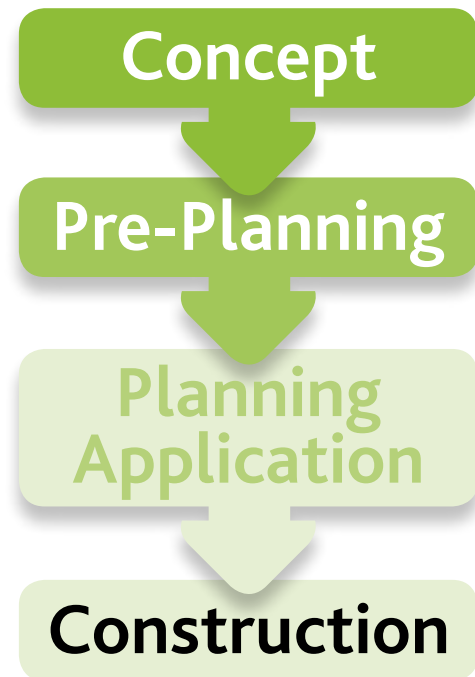 Concept
Pre-Planning
Planning
Application
Construction